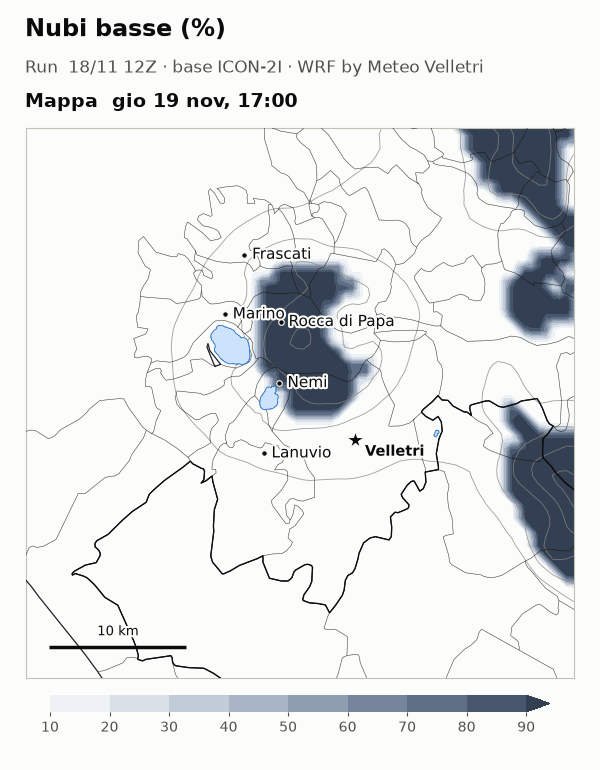 Nubi basse (%)
Run  18/11 12Z · base ICON-2I · WRF by Meteo Velletri
Mappa  gio 19 nov, 17:00
Frascati
Marino
Rocca di Papa
Nemi
Velletri
Lanuvio
10 km
10 20 30 40 50 60 70 80 90